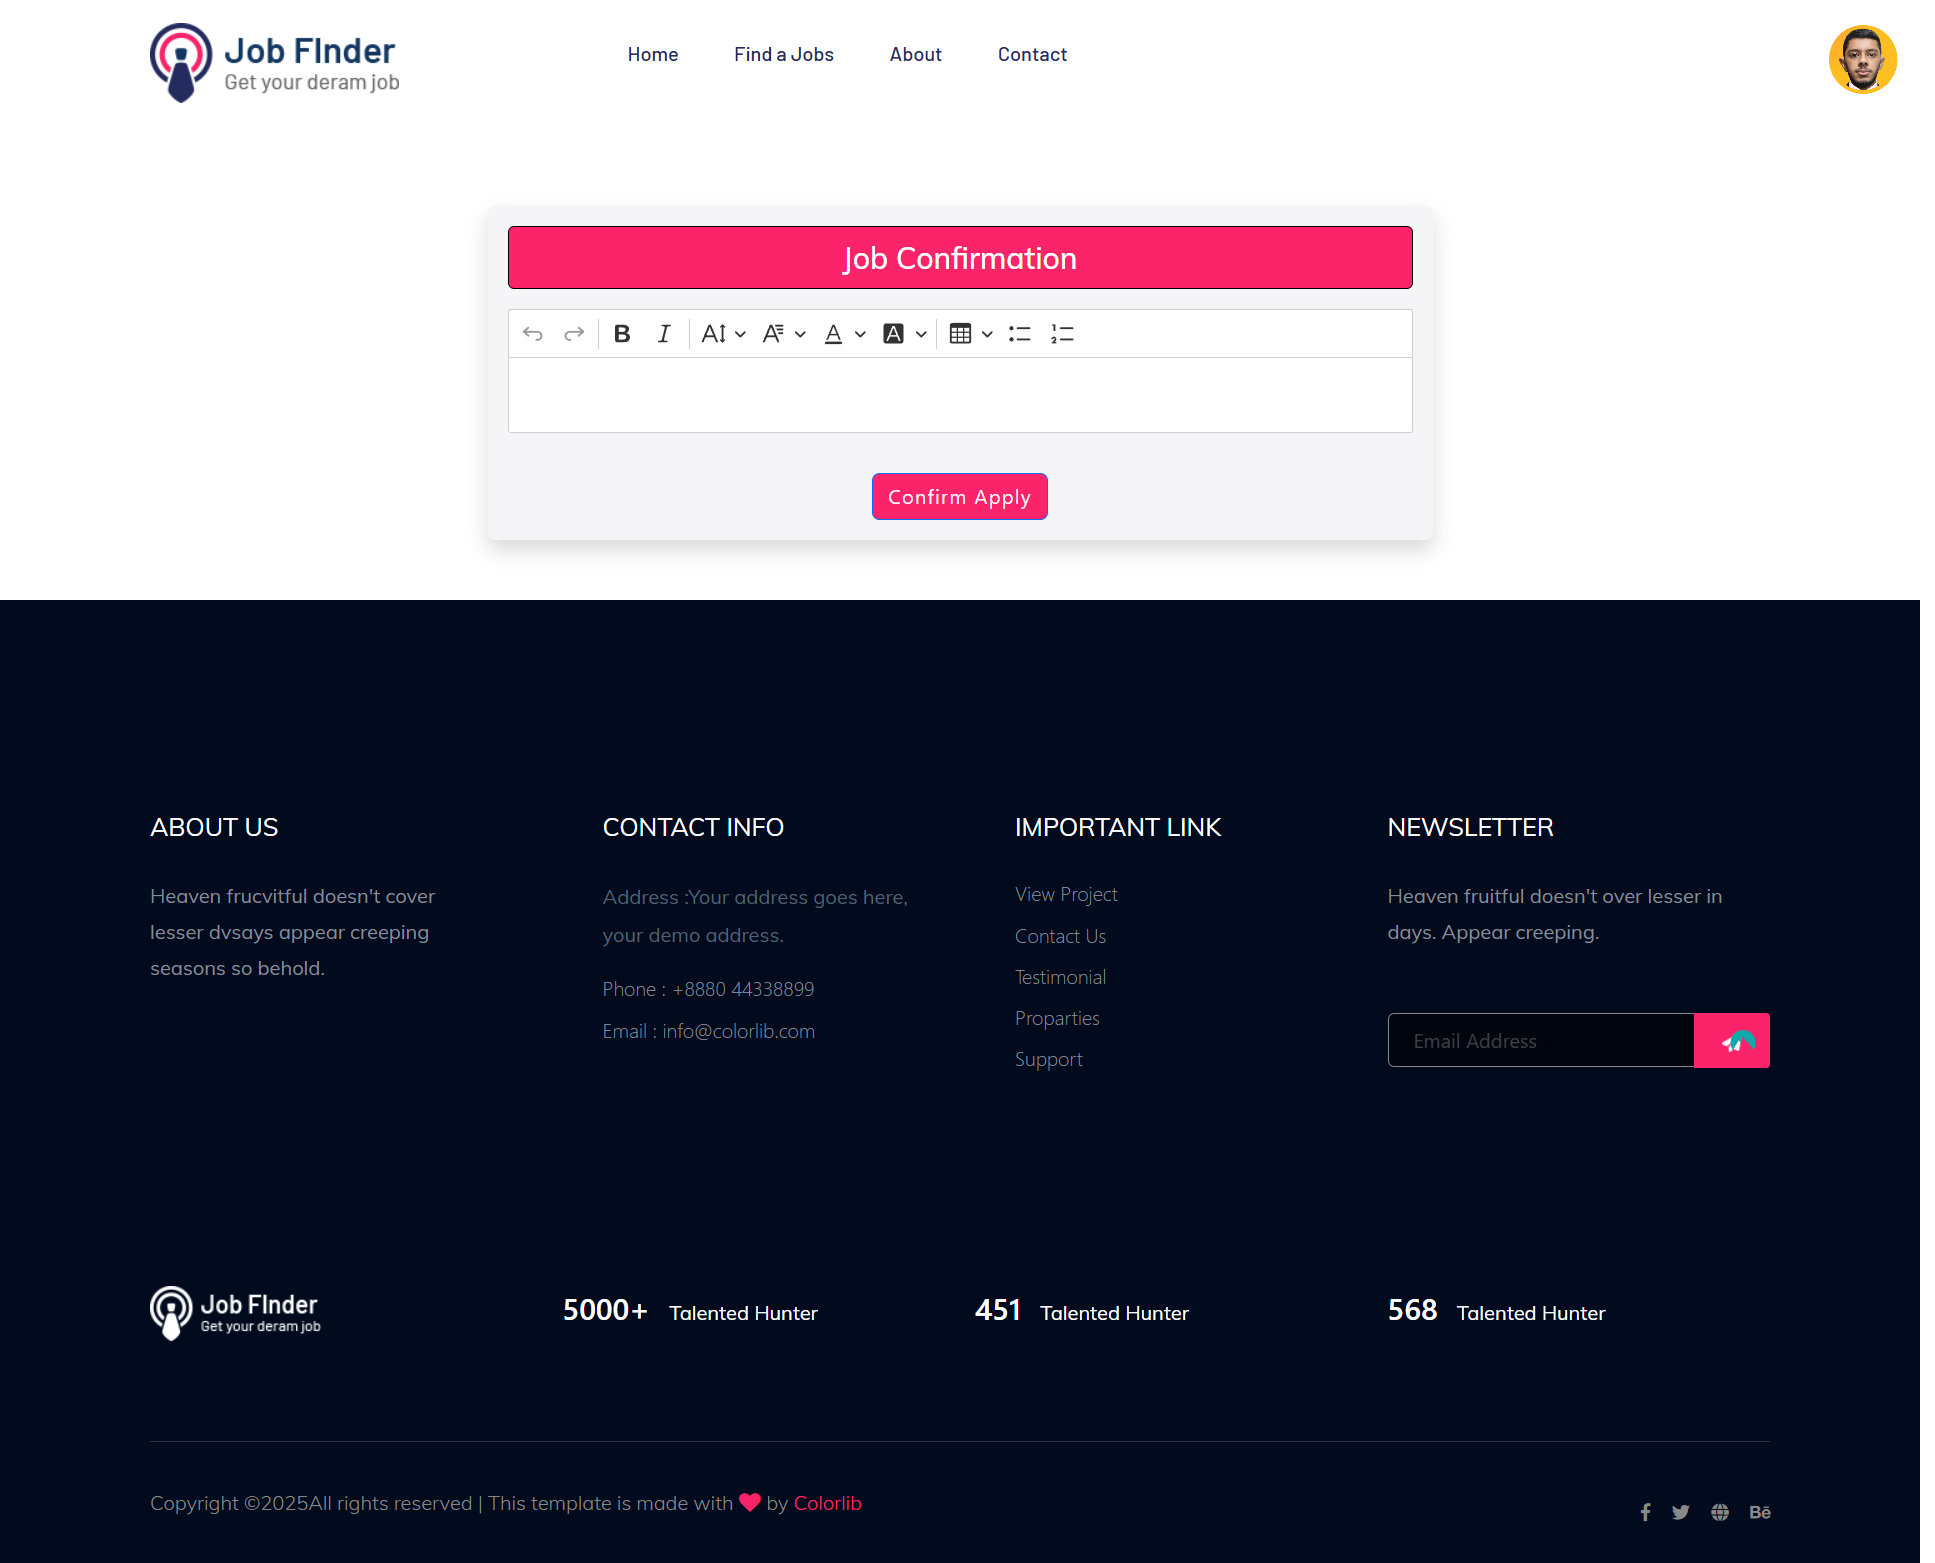 Job FInder
Get your deram job
Home
Find a Jobs
About
Contact
Job Confirmation
Confirm Apply
ABOUT US
Heaven frucvitful doesn't cover
lesser dvsays appear creeping
seasons so behold.
CONTACT INFO
Address :Your address goes here,
your demo address.
Phone : +8880 44338899
Email : info@colorlib.com
IMPORTANT LINK
View Project
Contact Us
Testimonial
Proparties
Support
NEWSLETTER
Heaven fruitful doesn't over lesser in
days. Appear creeping.
Email Address
Job FInder
Get your deram job
5000+ Talented Hunter
451 Talented Hunter
568 Talented Hunter
Copyright ©2025All rights reserved | This template is made with by Colorlib
Bē